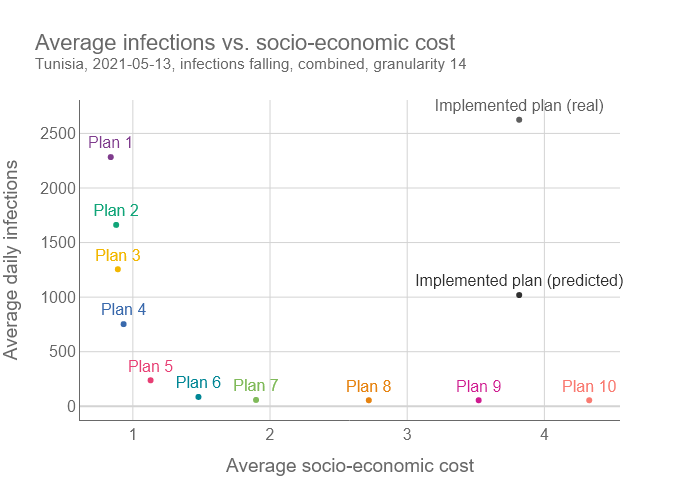 Average infections vs. socio-economic cost
Tunisia, 2021-05-13, infections falling, combined, granularity 14
Implemented plan (real)
2500
Plan 1
2000
Plan 2
1500
Plan 3
Implemented plan (predicted)
1000
Plan 4
500
Plan 5
Plan 6
Plan 7
Plan 8
Plan 9
Plan 10
0
1
2
3
4
Average daily infections
Average socio-economic cost